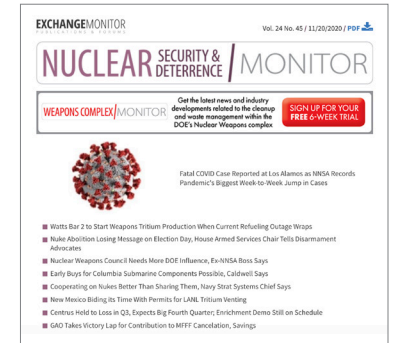 EXCHANGEMONITOR
PUBLICATIONS & FORUMS
Vol. 24 No. 45 / 11/20/2020 / PDF
NUCLEAR SECURITY & DETERRENCE / MONITOR
WEAPONS COMPLEX/MONITOR
Get the latest news and industry
developments related to the cleanup
and waste management within the
DOE's Nuclear Weapons complex
SIGN UP FOR YOUR
FREE 6-WEEK TRIAL
Fatal COVID Case Reported at Los Alamos as NNSA Records
Pandemic's Biggest Week-to-Week Jump in Cases
Watts Bar 2 to Start Weapons Tritium Production When Current Refueling Outage Wraps
Nuke Abolition Losing Message on Election Day, House Armed Services Chair Tells Disarmament
Advocates
Nuclear Weapons Council Needs More DOE Influence, Ex-NNSA Boss Says
Early Buys for Columbia Submarine Components Possible, Caldwell Says
Cooperating on Nukes Better Than Sharing Them, Navy Strat Systems Chief Says
New Mexico Biding its Time With Permits for LANL Tritium Venting
Centrus Held to Loss in Q3, Expects Big Fourth Quarter; Enrichment Demo Still on Schedule
GAO Takes Victory Lap for Contribution to MFFF Cancelation, Savings